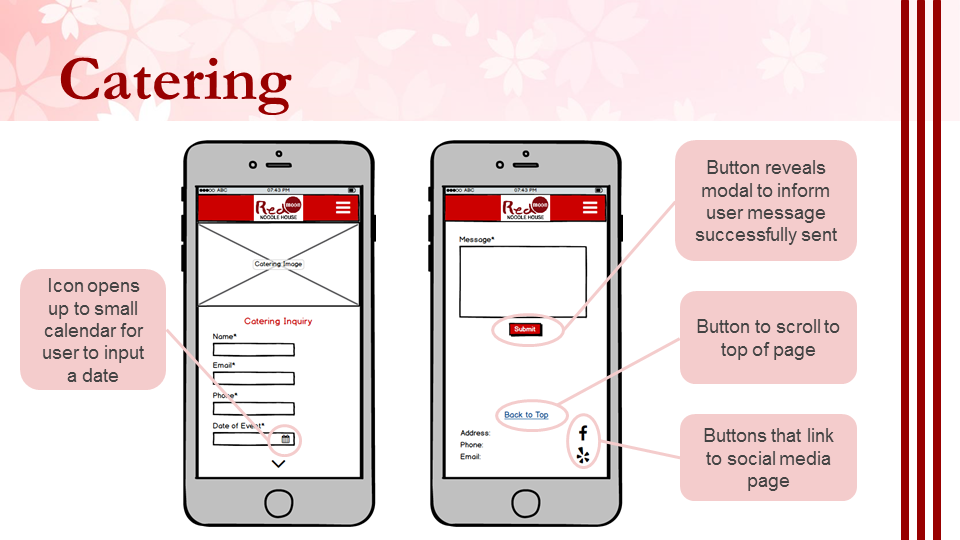 Catering
Icon opens
up to small
calendar for
user to input
a date
ABC 07:43 PM
Red moon
NOODLE HOUSE
Catering Image
Catering Inquiry
Name*
Email*
Phone*
Date of Event*
ABC 07:43 PM
Red moon
NOODLE HOUSE
Message*
Submit
Back to Top
Address:
Phone:
Email:
Button reveals
modal to inform
user message
successfully sent
Button to scroll to
top of page
Buttons that link
to social media
page